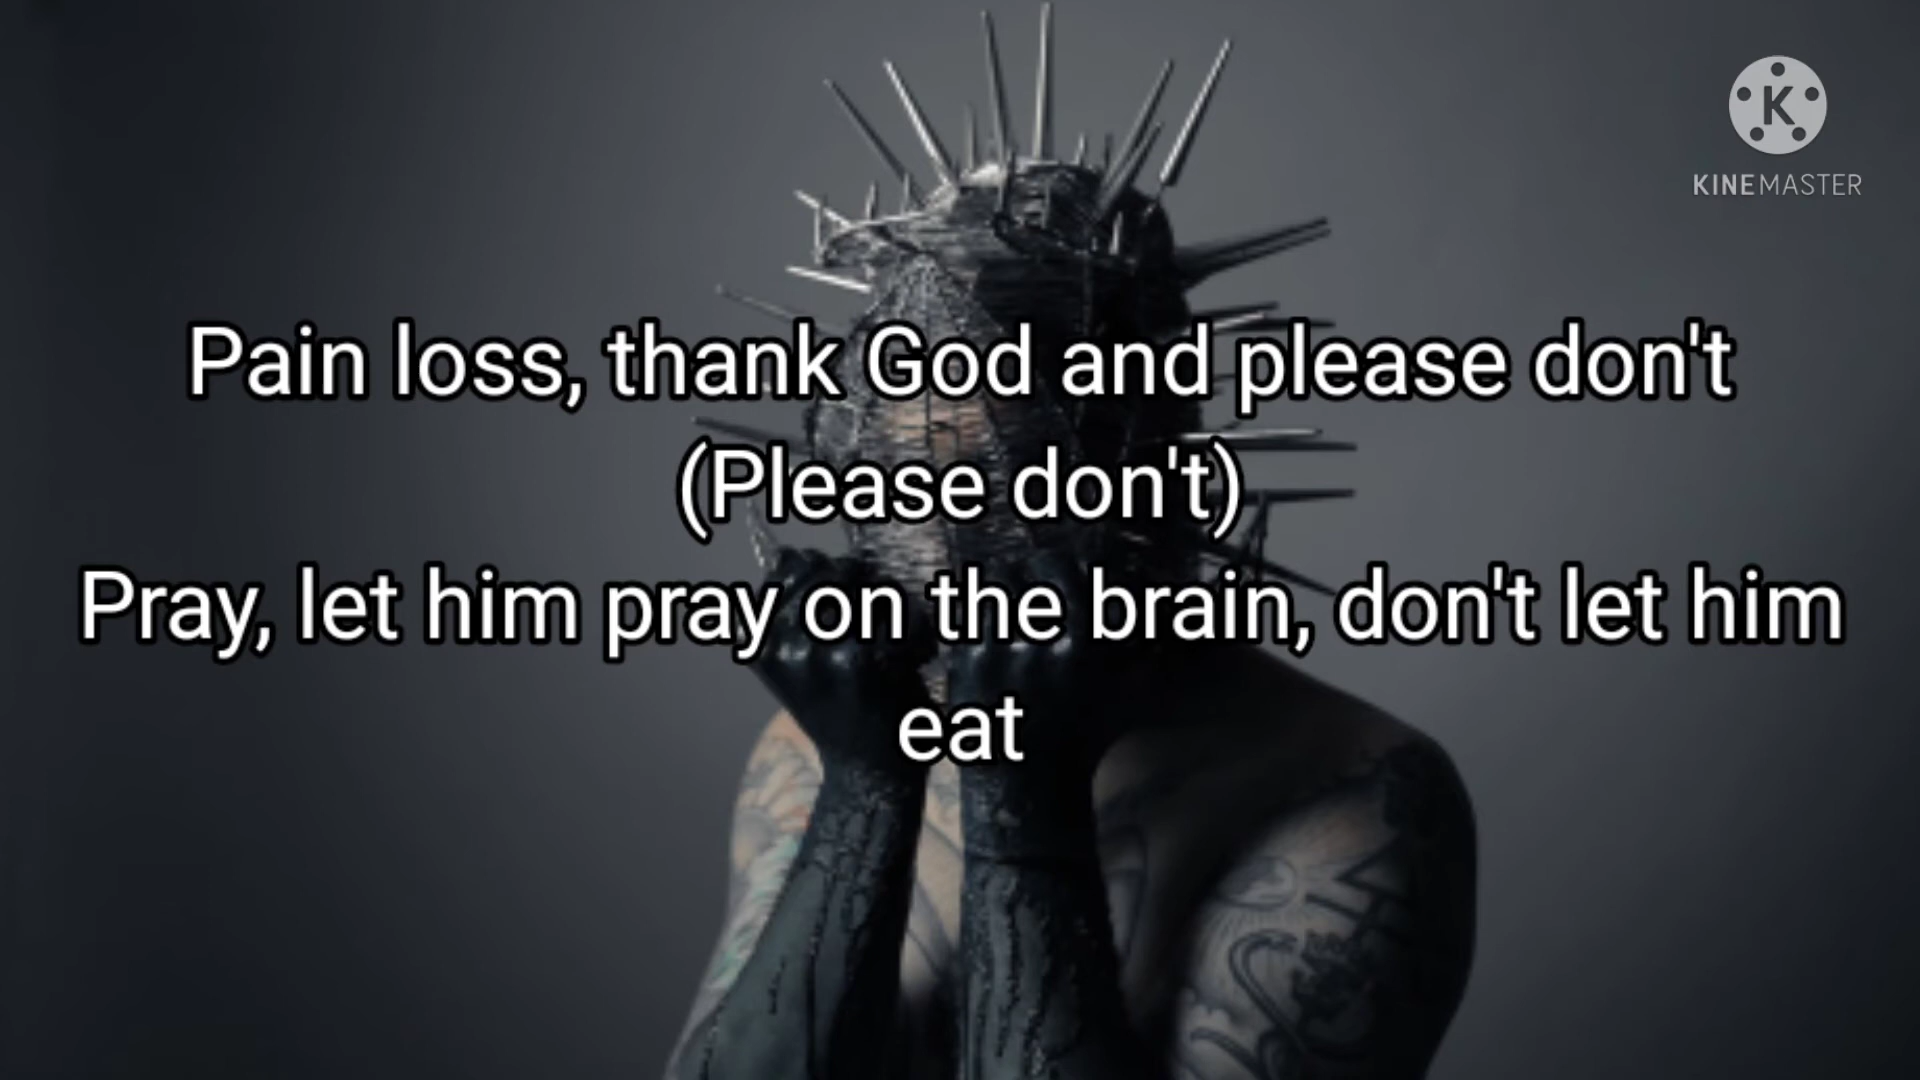 K
KINEMASTER
Pain loss, thank God and please don't
(Please don't)
Pray, let him pray on the brain, don't let him
eat